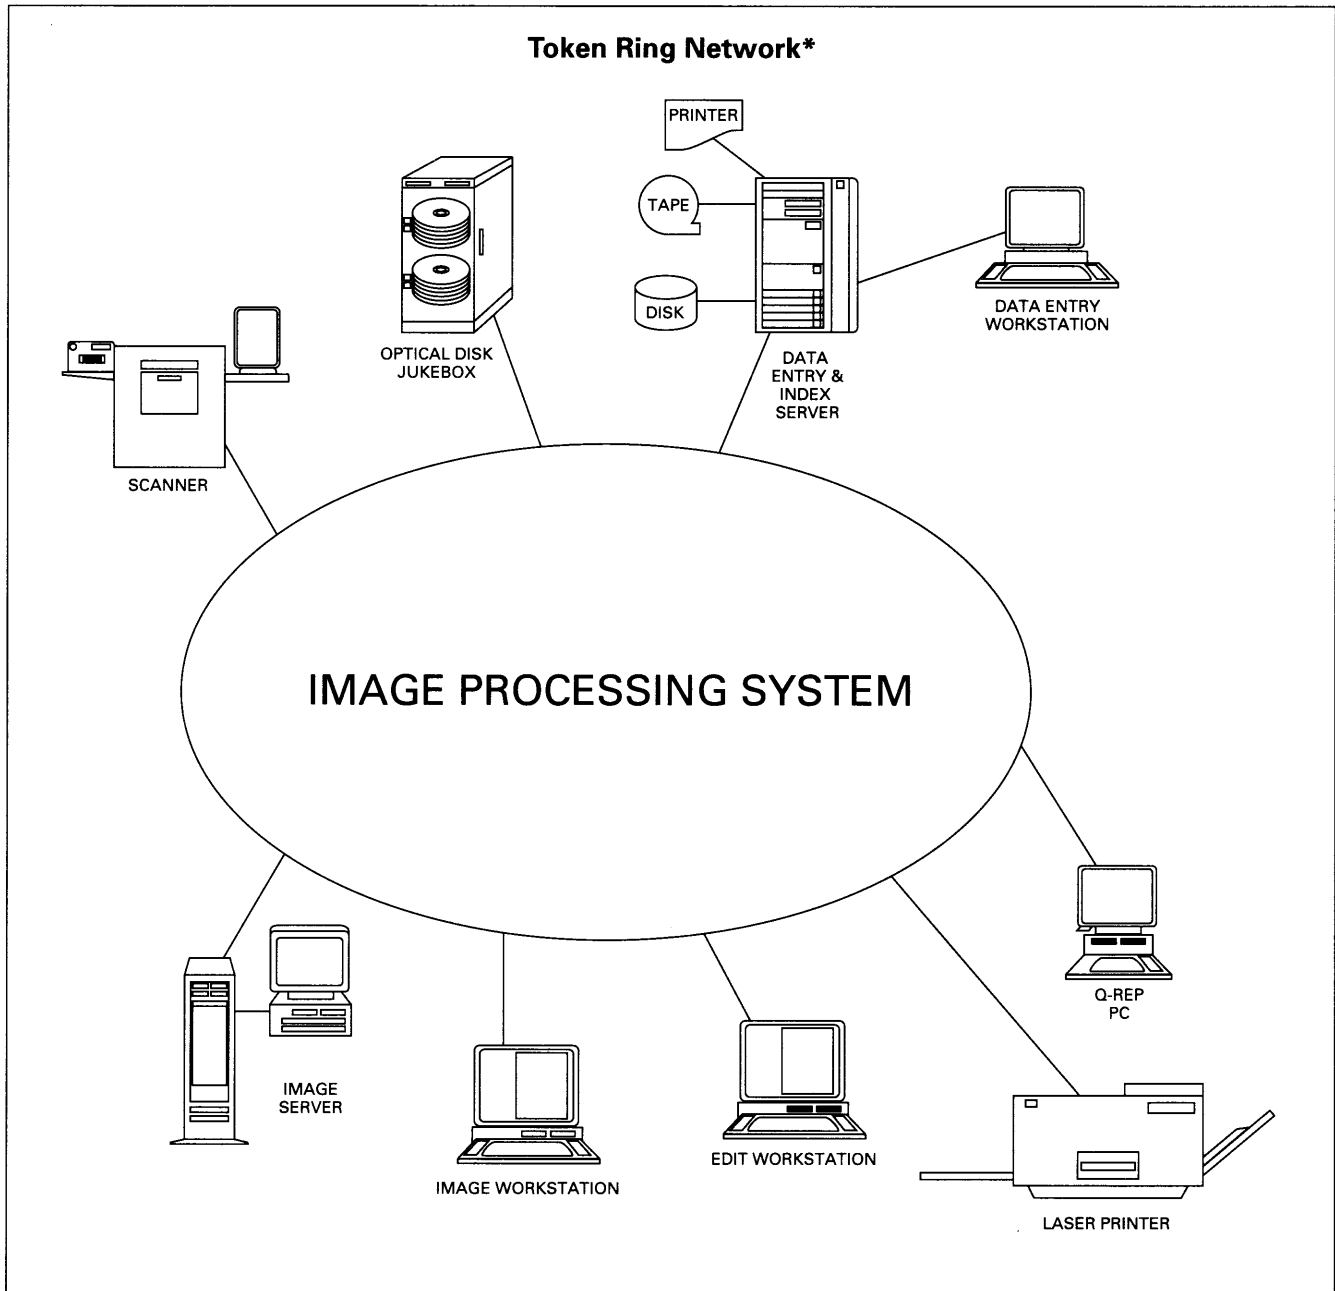 Token Ring Network*
PRINTER
TAPE
DISK
DATA ENTRY
WORKSTATION
OPTICAL DISK
JUKEBOX
DATA
ENTRY &
INDEX
SERVER
SCANNER
IMAGE PROCESSING SYSTEM
Q-REP
PC
IMAGE
SERVER
EDIT WORKSTATION
IMAGE WORKSTATION
LASER PRINTER